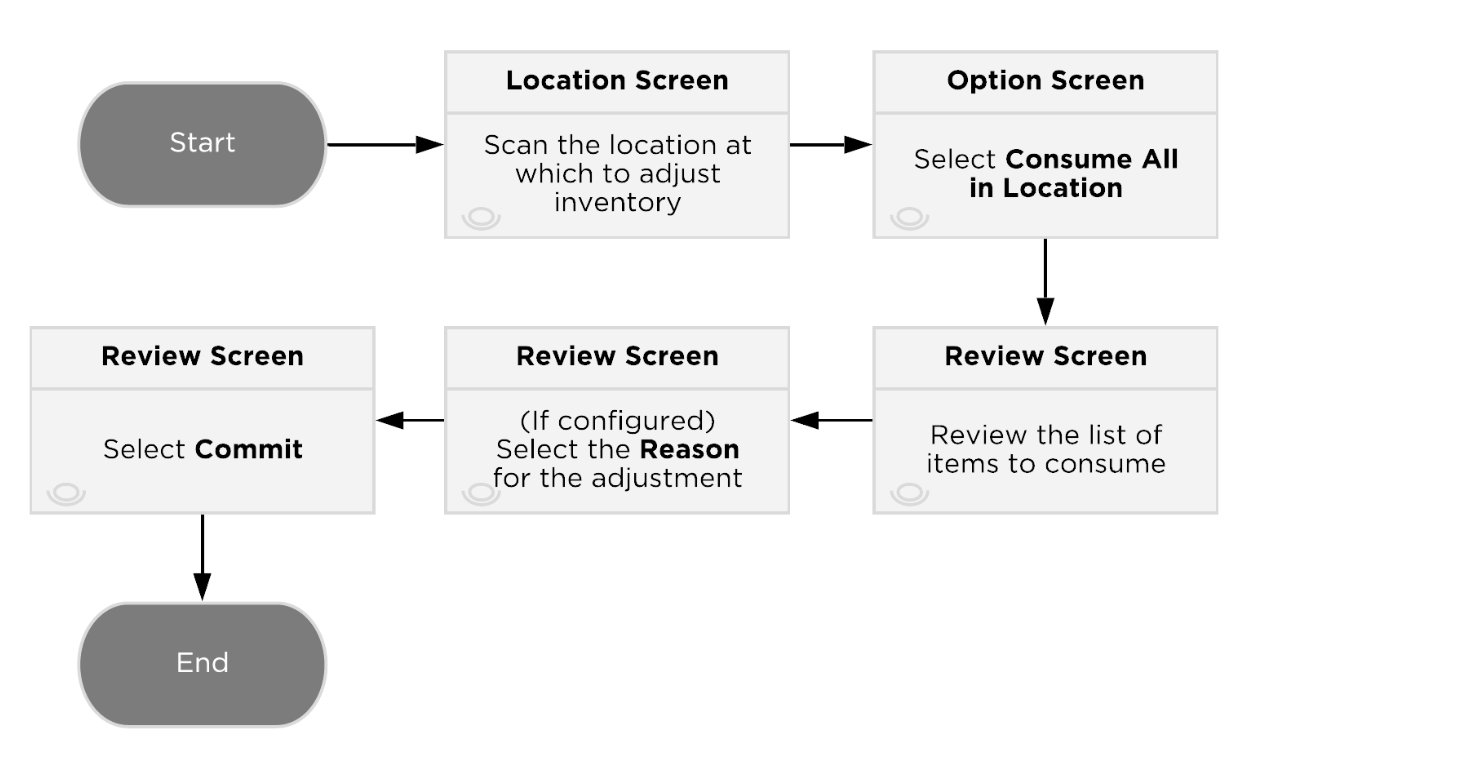 Start
Location Screen
Scan the location at
which to adjust
inventory
Option Screen
Select Consume All
in Location
Review Screen
Review the list of
items to consume
Review Screen
(If configured)
Select the Reason
for the adjustment
Review Screen
Select Commit
End